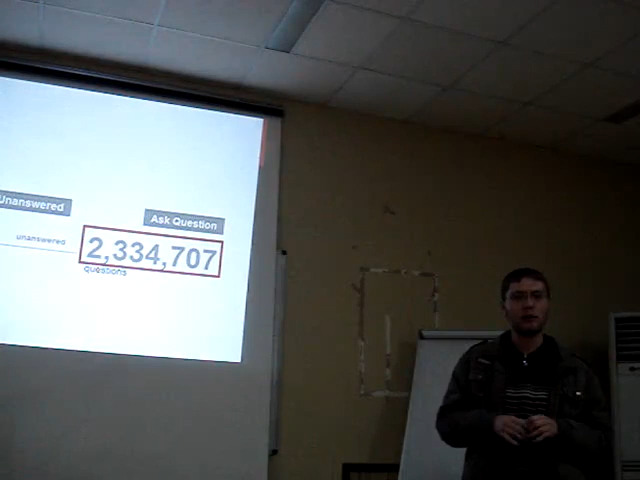 Unanswered
Ask Question
unanswered
2,334,707
questions